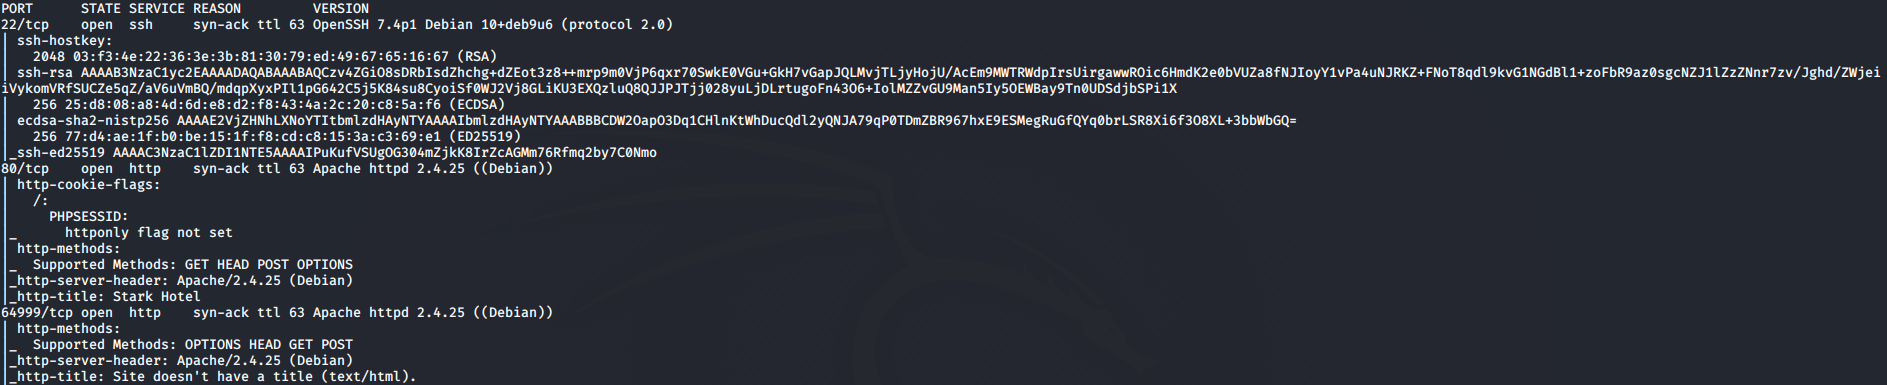 PORT      STATE SERVICE REASON         VERSION
22/tcp    open  ssh     syn-ack ttl 63 OpenSSH 7.4p1 Debian 10+deb9u6 (protocol 2.0)
| ssh-hostkey:
|   2048 03:f3:4e:22:36:3e:3b:81:30:79:ed:49:67:65:16:67 (RSA)
| ssh-rsa AAAAB3NzaC1yc2EAAAADAQABAAABAQCzv4ZGiO8sDRbIsdZhchg+dZEot3z8++mrp9m0VjP6qxr70SwkE0VGu+GkH7vGapJQLMvjTLjyHojU/AcEm9MWTRWdpIrsUirgawwROic6HmdK2e0bVUZa8fNJIoyY1vPa4uNJRKZ+FNoT8qdl9kvG1NGdBl1+zoFbR9az0sgcNZJ1lZzZNnr7zv/Jghd/ZWjei
iVykomVRfSUCZe5qZ/aV6uVmBQ/mdqpXyxPIl1pG642C5j5K84su8CyoiSf0WJ2Vj8GLiKU3EXQzluQ8QJJPJTjj028yuLjDLrtugoFn43O6+IolMZZvGU9Man5Iy5OEWBay9Tn0UDSdjbSPi1X
|   256 25:d8:08:a8:4d:6d:e8:d2:f8:43:4a:2c:20:c8:5a:f6 (ECDSA)
| ecdsa-sha2-nistp256 AAAAE2VjZHNhLXNoYTItbmlzdHAyNTYAAAAIbmlzdHAyNTYAAABBBCDW2OapO3Dq1CHlnKtWhDucQdl2yQNJA79qP0TDmZBR967hxE9ESMegRuGfQYq0brLSR8Xi6f3O8XL+3bbWbGQ=
|   256 77:d4:ae:1f:b0:be:15:1f:f8:cd:c8:15:3a:c3:69:e1 (ED25519)
|_ssh-ed25519 AAAAC3NzaC1lZDI1NTE5AAAAIPuKufVSUgOG304mZjkK8IrZcAGMm76Rfmq2by7C0Nmo
80/tcp    open  http    syn-ack ttl 63 Apache httpd 2.4.25 ((Debian))
| http-cookie-flags:
|   /:
|     PHPSESSID:
|_      httponly flag not set
| http-methods:
|_  Supported Methods: GET HEAD POST OPTIONS
|_http-server-header: Apache/2.4.25 (Debian)
|_http-title: Stark Hotel
64999/tcp open  http    syn-ack ttl 63 Apache httpd 2.4.25 ((Debian))
| http-methods:
|_  Supported Methods: OPTIONS HEAD GET POST
|_http-server-header: Apache/2.4.25 (Debian)
|_http-title: Site doesn't have a title (text/html).